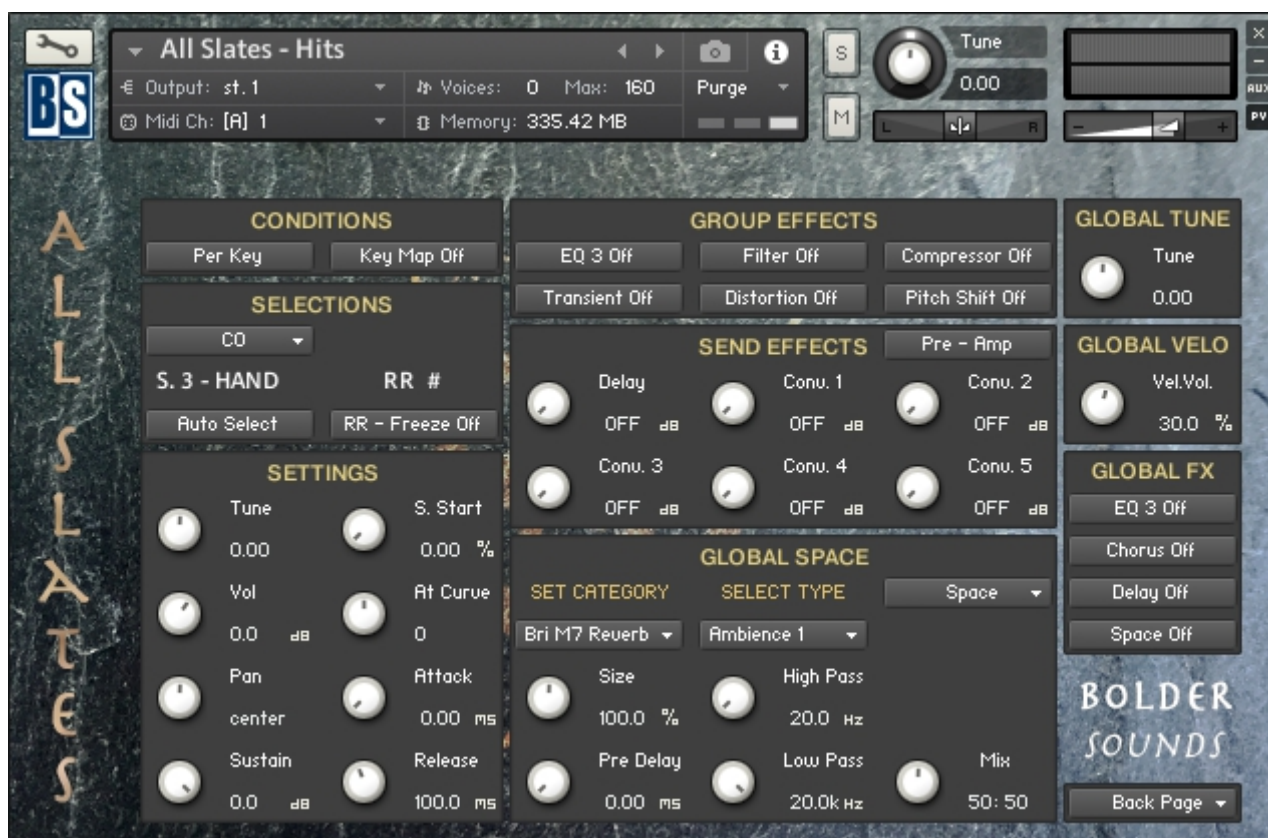 All Slates - Hits
S
Tune
0.00
×
−
AUX
PV
BS
Output: st. 1
Voices: 0 Max: 160
Purge
Midi Ch: [A] 1
Memory: 335.42 MB
M
L
R
-
+
ALL SLATES
CONDITIONS
Per Key
Key Map Off
SELECTIONS
C0
S. 3 - HAND
RR #
Auto Select
RR - Freeze Off
SETTINGS
Tune
0.00
S. Start
0.00 %
Vol
0.0 dB
At Curve
0
Pan
center
Attack
0.00 ms
Sustain
0.0 dB
Release
100.0 ms
GROUP EFFECTS
EQ 3 Off
Filter Off
Compressor Off
Transient Off
Distortion Off
Pitch Shift Off
SEND EFFECTS
Pre - Amp
Delay
OFF dB
Conv. 1
OFF dB
Conv. 2
OFF dB
Conv. 3
OFF dB
Conv. 4
OFF dB
Conv. 5
OFF dB
GLOBAL SPACE
SET CATEGORY
SELECT TYPE
Space
Bri M7 Reverb
Ambience 1
Size
100.0 %
High Pass
20.0 Hz
Pre Delay
0.00 ms
Low Pass
20.0k Hz
Mix
50:50
GLOBAL TUNE
Tune
0.00
GLOBAL VELO
Vel.Vol.
30.0 %
GLOBAL FX
EQ 3 Off
Chorus Off
Delay Off
Space Off
BOLDER
SOUNDS
Back Page